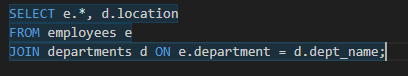 SELECT e.*, d.location
FROM employees e
JOIN departments d ON e.department = d.dept_name;